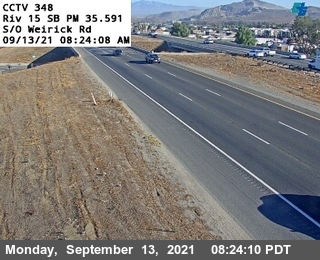 CCTV 348
Riv 15 SB PM 35.591
S/O Weirick Rd
09/13/21 08:24:08 AM
Monday, September 13, 2021 08:24:10 PDT